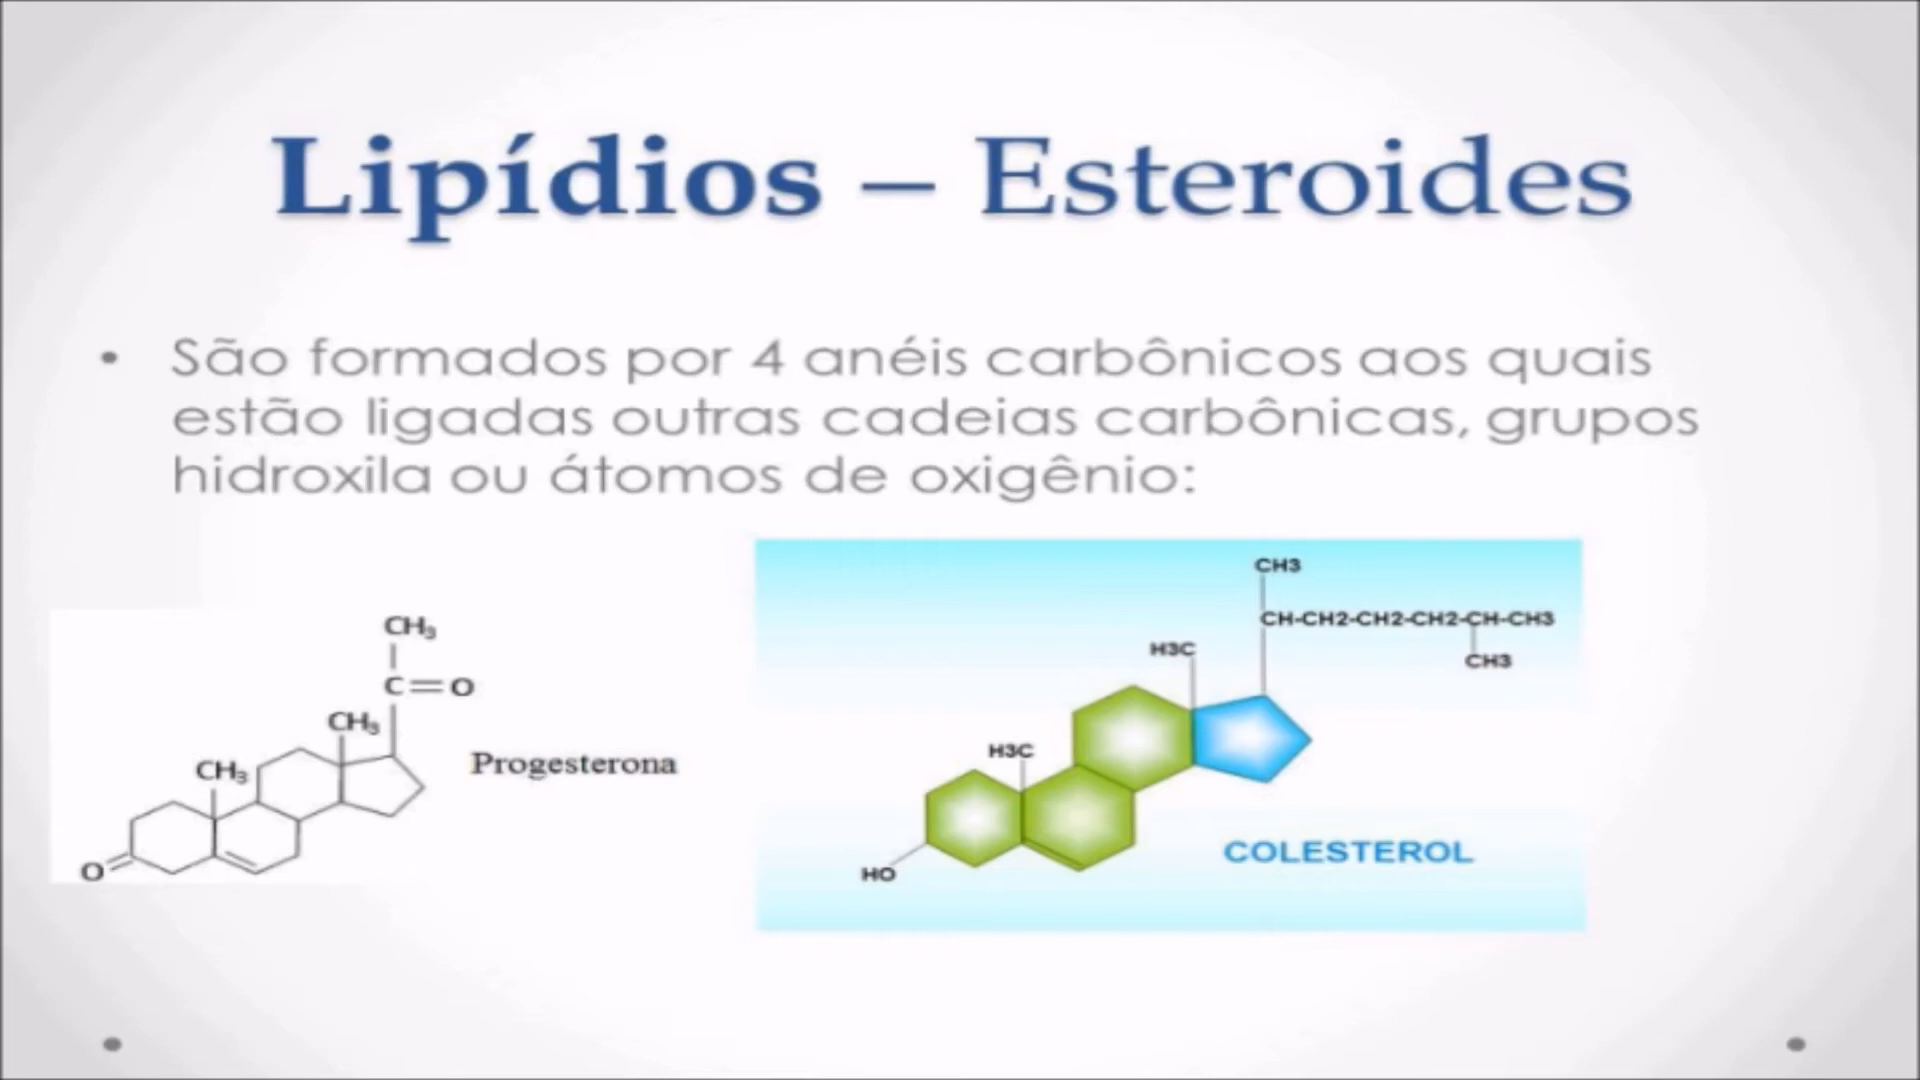 Lipídios – Esteroides
• São formados por 4 anéis carbônicos aos quais
estão ligadas outras cadeias carbônicas, grupos
hidroxila ou átomos de oxigênio:
CH₃
C=O
CH₃
CH₃
Progesterona
O
CH3
CH-CH2-CH2-CH2-CH-CH3
CH3
H3C
H3C
COLESTEROL
HO